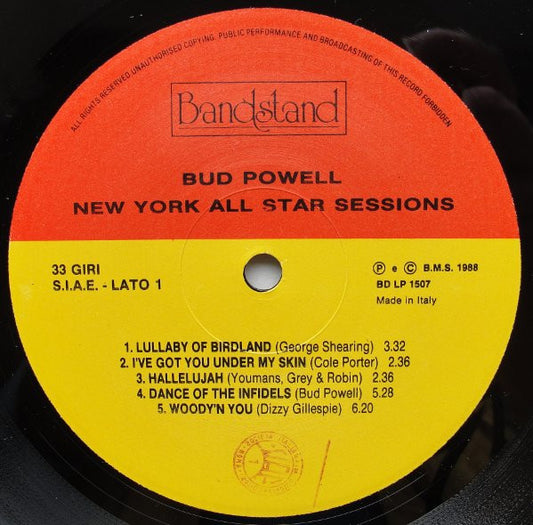 ALL RIGHTS RESERVED UNAUTHORISED COPYING, PUBLIC PERFORMANCE AND BROADCASTING OF THIS RECORD FORBIDDEN
Bandstand
BUD POWELL
NEW YORK ALL STAR SESSIONS
33 GIRI
S.I.A.E. - LATO 1
Ⓟ e © B.M.S. 1988
BD LP 1507
Made in Italy
1. LULLABY OF BIRDLAND (George Shearing) 3.32
2. I'VE GOT YOU UNDER MY SKIN (Cole Porter) 2.36
3. HALLELUJAH (Youmans, Grey & Robin) 2.36
4. DANCE OF THE INFIDELS (Bud Powell) 5.28
5. WOODY'N YOU (Dizzy Gillespie) 6.20